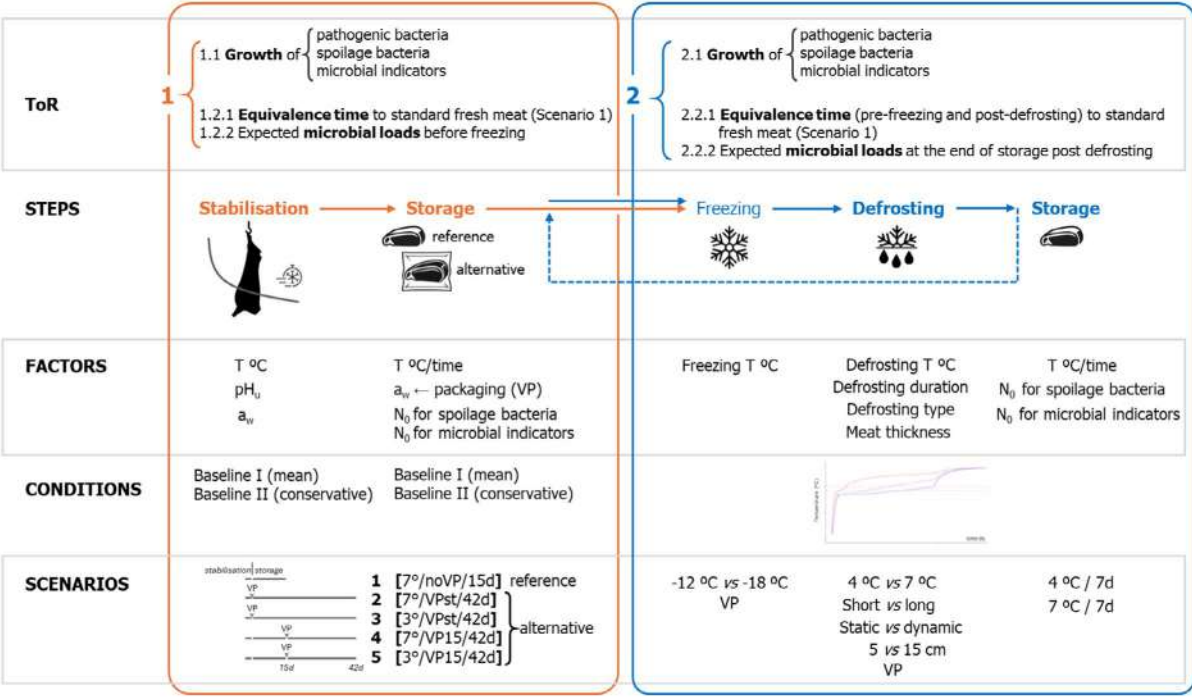 ToR
1
1.1 Growth of
pathogenic bacteria
spoilage bacteria
microbial indicators
1.2.1 Equivalence time to standard fresh meat (Scenario 1)
1.2.2 Expected microbial loads before freezing
2
2.1 Growth of
pathogenic bacteria
spoilage bacteria
microbial indicators
2.2.1 Equivalence time (pre-freezing and post-defrosting) to standard
fresh meat (Scenario 1)
2.2.2 Expected microbial loads at the end of storage post defrosting
STEPS
Stabilisation
Storage
reference
alternative
Freezing
Defrosting
Storage
FACTORS
T ºC
pHu
aw
T ºC/time
aw ← packaging (VP)
N0 for spoilage bacteria
N0 for microbial indicators
Freezing T ºC
Defrosting T ºC
Defrosting duration
Defrosting type
Meat thickness
T ºC/time
N0 for spoilage bacteria
N0 for microbial indicators
CONDITIONS
Baseline I (mean)
Baseline II (conservative)
Baseline I (mean)
Baseline II (conservative)
Temperature (ºC)
SCENARIOS
stabilisation storage
VP
VP
VP
VP
15d 42d
1 [7º/noVP/15d] reference
2 [7º/VPst/42d]
3 [3º/VPst/42d]
4 [7º/VP15/42d]
5 [3º/VP15/42d]
alternative
-12 ºC vs -18 ºC
VP
4 ºC vs 7 ºC
Short vs long
Static vs dynamic
5 vs 15 cm
VP
4 ºC / 7d
7 ºC / 7d